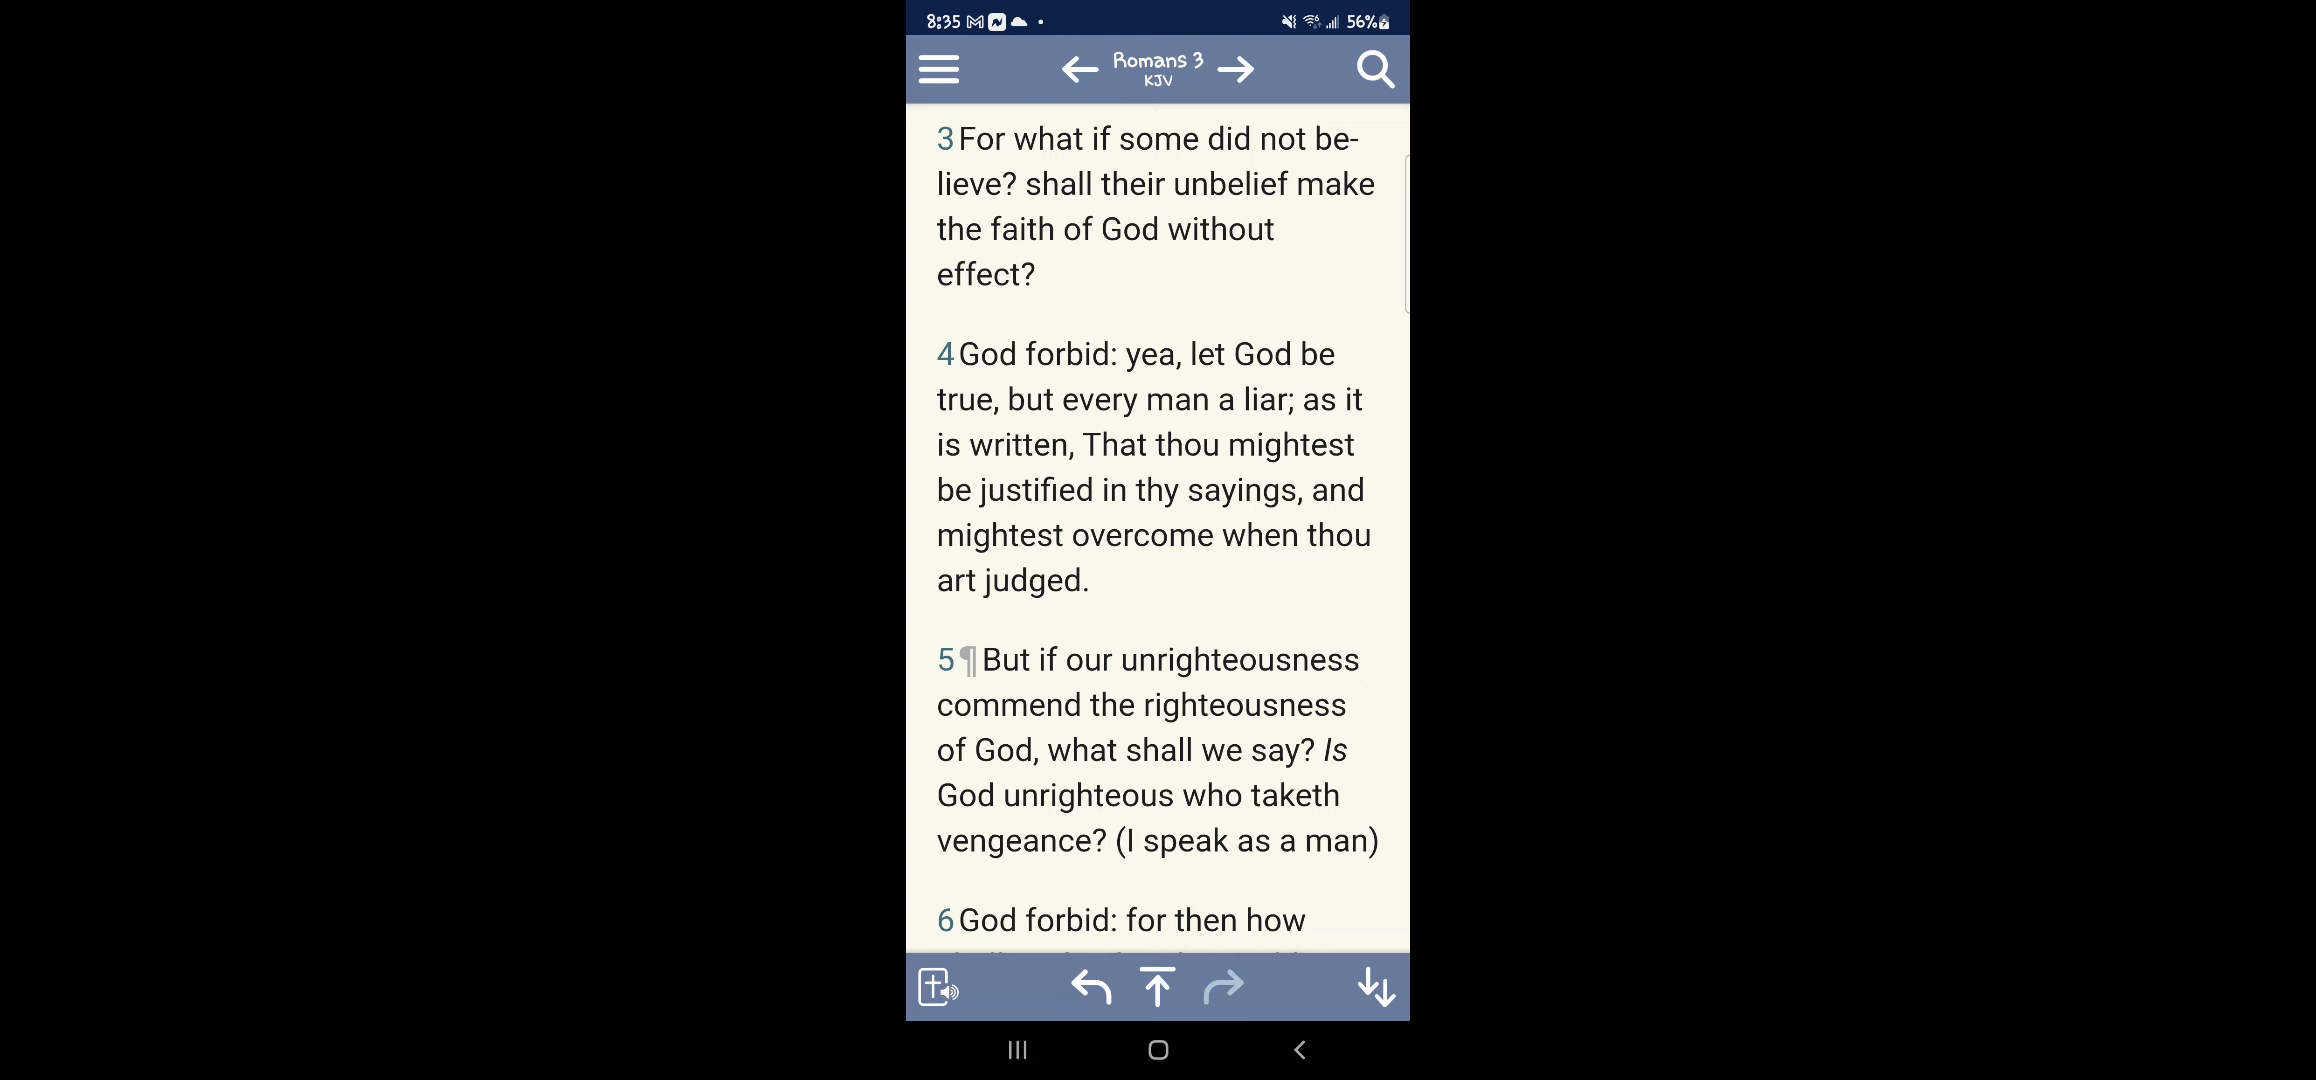 8:35
56%
Romans 3
KJV
3 For what if some did not be-
lieve? shall their unbelief make
the faith of God without
effect?
4 God forbid: yea, let God be
true, but every man a liar; as it
is written, That thou mightest
be justified in thy sayings, and
mightest overcome when thou
art judged.
5 ¶ But if our unrighteousness
commend the righteousness
of God, what shall we say? Is
God unrighteous who taketh
vengeance? (I speak as a man)
6 God forbid: for then how